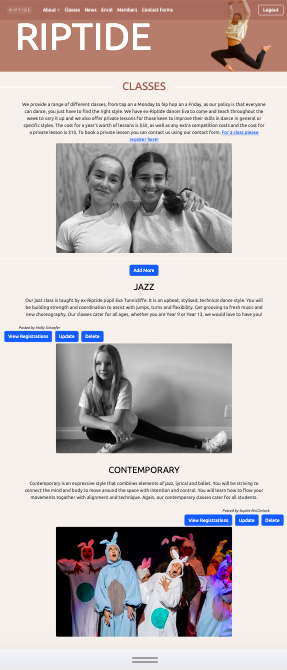 RIPTIDE
About
Classes
News
Enrol
Members
Contact Forms
Logout
RIPTIDE
CLASSES
We provide a range of different classes, from tap on a Monday to hip hop on a Friday, as our policy is that everyone
can dance, you just have to find the right style. We have ex-Riptide dancer Eva to come and teach throughout the
week to vary it up and we also offer private lessons for those keen to improve their skills in dance in general or
specific styles. The cost for a year's worth of lessons is $50, as well as any extra competition costs and the cost for
a private lesson is $10. To book a private lesson you can contact us using our contact form. For a class please
register here!
Add More
JAZZ
Our jazz class is taught by ex-Riptide pupil Eva Tunnicliffe. It is an upbeat, stylised, technical dance style. You will
be building strength and coordination to assist with jumps, turns and flexibility. Get grooving to fresh music and
new choreography. Our classes cater for all ages, whether you are Year 9 or Year 13, we would love to have you!
Posted by Holly Schaefer
View Registrations
Update
Delete
CONTEMPORARY
Contemporary is an expressive style that combines elements of jazz, lyrical and ballet. You will be striving to
connect the mind and body to move around the space with intention and control. You will learn how to flow your
movements together with alignment and technique. Again, our contemporary classes cater for all students.
Posted by Sophie McClintock
View Registrations
Update
Delete